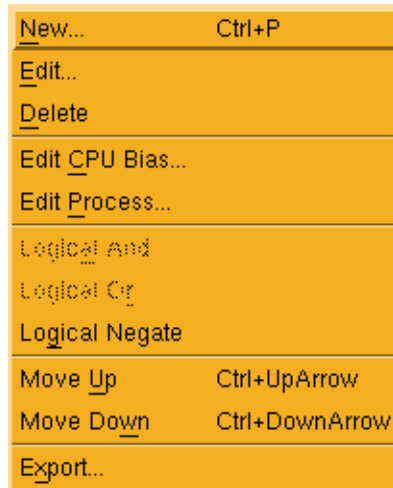 New... Ctrl+P
Edit...
Delete
Edit CPU Bias...
Edit Process...
Logical And
Logical Or
Logical Negate
Move Up Ctrl+UpArrow
Move Down Ctrl+DownArrow
Export...